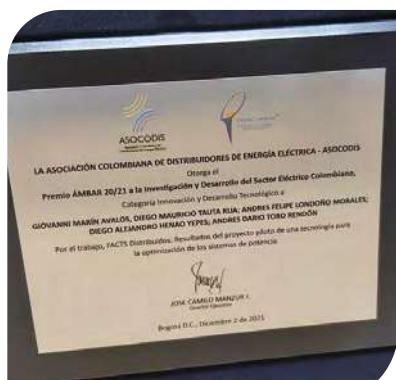 ASOCODIS
LA ASOCIACIÓN COLOMBIANA DE DISTRIBUIDORES DE ENERGÍA ELÉCTRICA - ASOCODIS
Otorga el
Premio ÁMBAR 20/21 a la Investigación y Desarrollo del Sector Eléctrico Colombiano,
Categoría Innovación y Desarrollo Tecnológico a
GIOVANNI MARÍN AVALOS, DIEGO MAURICIO TAUTA RUA; ANDRES FELIPE LONDOÑO MORALES;
DIEGO ALEJANDRO HENAO YEPES; ANDRES DARIO TORO RENDÓN
Por el trabajo, FACTS Distribuidos: Resultados del proyecto piloto de una tecnología para
la optimización de los sistemas de potencia
JOSE CAMILO MANZUR J.
Director Ejecutivo
Bogotá D.C., Diciembre 2 de 2021